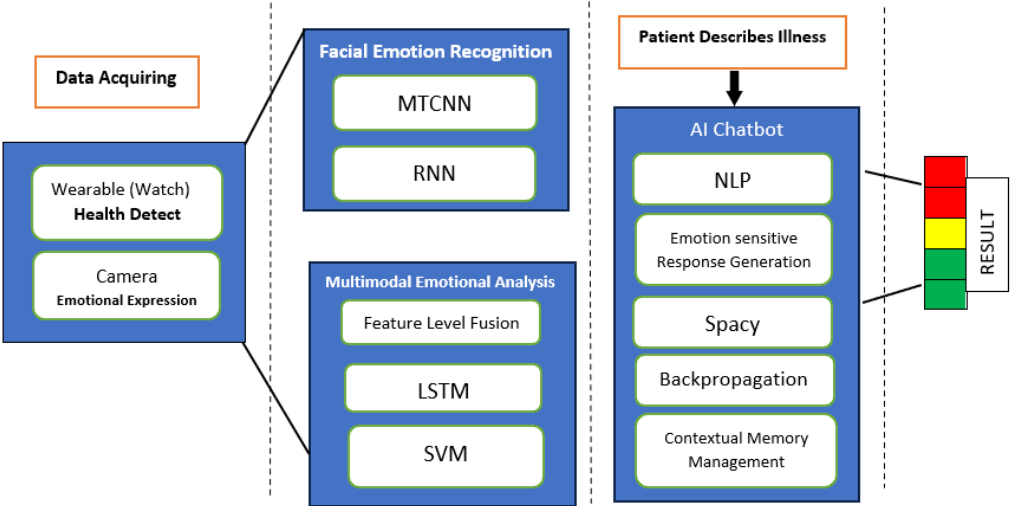 Data Acquiring
Wearable (Watch)
Health Detect
Camera
Emotional Expression
Facial Emotion Recognition
MTCNN
RNN
Multimodal Emotional Analysis
Feature Level Fusion
LSTM
SVM
Patient Describes Illness
AI Chatbot
NLP
Emotion sensitive
Response Generation
Spacy
Backpropagation
Contextual Memory
Management
RESULT